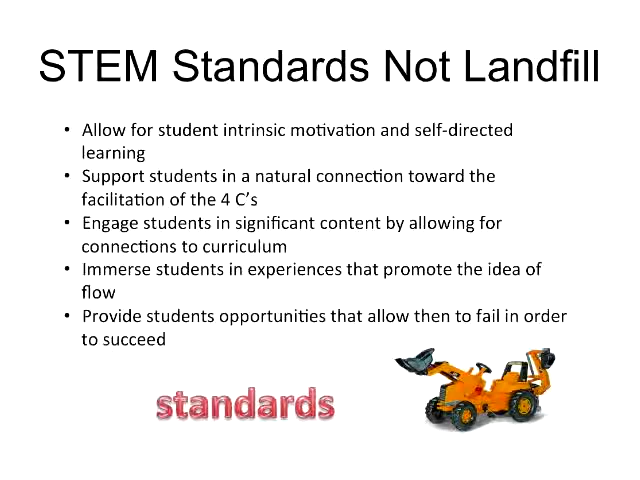 STEM Standards Not Landfill
• Allow for student intrinsic motivation and self-directed
learning
• Support students in a natural connection toward the
facilitation of the 4 C's
• Engage students in significant content by allowing for
connections to curriculum
• Immerse students in experiences that promote the idea of
flow
• Provide students opportunities that allow then to fail in order
to succeed
standards